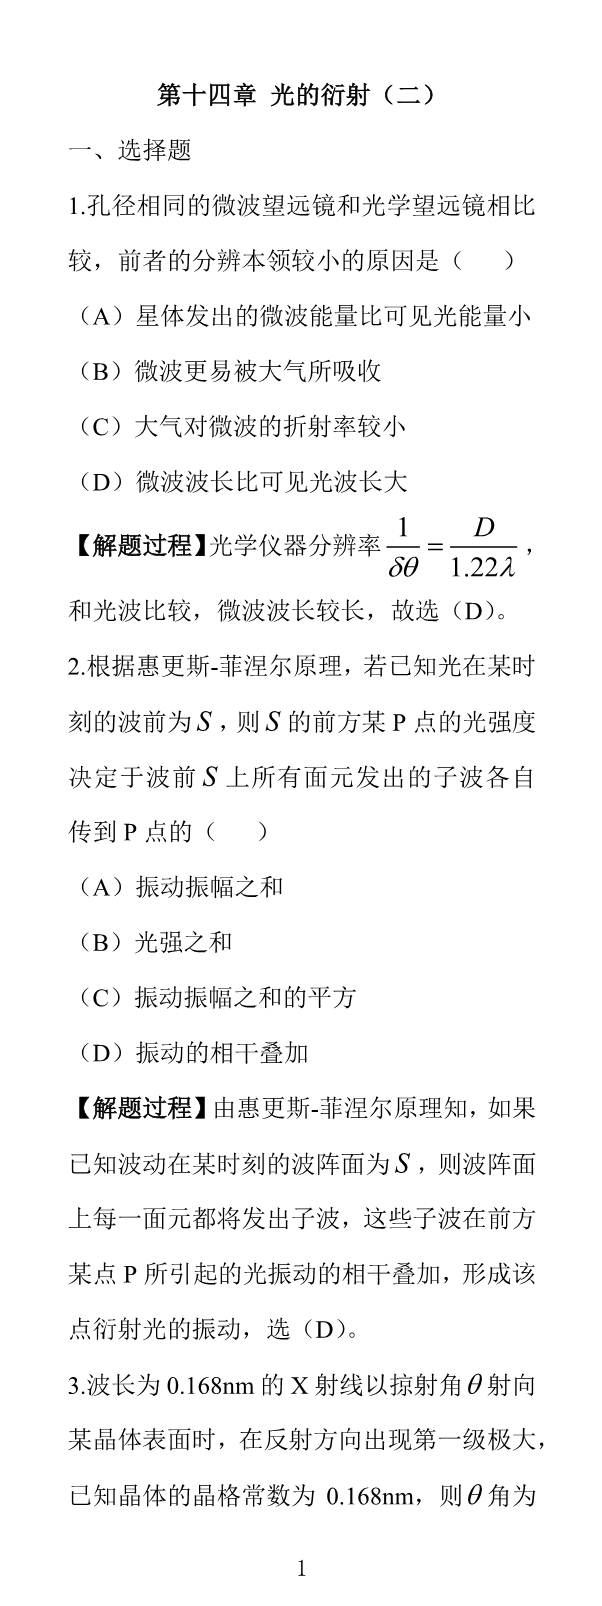 第十四章 光的衍射（二）
一、选择题
1.孔径相同的微波望远镜和光学望远镜相比
较，前者的分辨本领较小的原因是（ ）
（A）星体发出的微波能量比可见光能量小
（B）微波更易被大气所吸收
（C）大气对微波的折射率较小
（D）微波波长比可见光波长大
【解题过程】光学仪器分辨率 1/δθ = D/1.22λ，
和光波比较，微波波长较长，故选（D）。
2.根据惠更斯-菲涅尔原理，若已知光在某时
刻的波前为 S，则 S 的前方某 P 点的光强度
决定于波前 S 上所有面元发出的子波各自
传到 P 点的（ ）
（A）振动振幅之和
（B）光强之和
（C）振动振幅之和的平方
（D）振动的相干叠加
【解题过程】由惠更斯-菲涅尔原理知，如果
已知波动在某时刻的波阵面为 S，则波阵面
上每一面元都将发出子波，这些子波在前方
某点 P 所引起的光振动的相干叠加，形成该
点衍射光的振动，选（D）。
3.波长为 0.168nm 的 X 射线以掠射角 θ 射向
某晶体表面时，在反射方向出现第一级极大，
已知晶体的晶格常数为 0.168nm，则 θ 角为
1